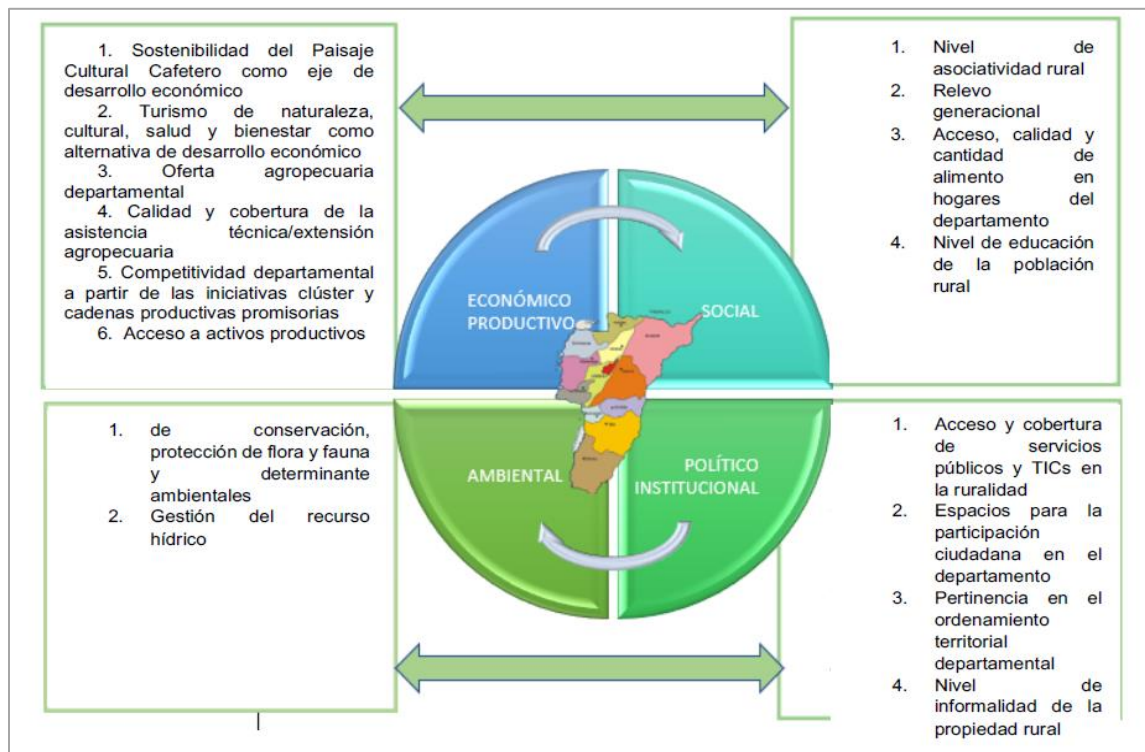 1. Sostenibilidad del Paisaje
Cultural Cafetero como eje de
desarrollo económico
2. Turismo de naturaleza,
cultural, salud y bienestar como
alternativa de desarrollo económico
3. Oferta agropecuaria
departamental
4. Calidad y cobertura de la
asistencia técnica/extensión
agropecuaria
5. Competitividad departamental
a partir de las iniciativas clúster y
cadenas productivas promisorias
6. Acceso a activos productivos
1. Nivel de
asociatividad rural
2. Relevo
generacional
3. Acceso, calidad y
cantidad de
alimento en
hogares del
departamento
4. Nivel de educación
de la población
rural
ECONÓMICO
PRODUCTIVO
SOCIAL
AMBIENTAL
POLÍTICO
INSTITUCIONAL
1. de conservación,
protección de flora y fauna
y determinante
ambientales
2. Gestión del recurso
hídrico
1. Acceso y cobertura
de servicios
públicos y TICs en
la ruralidad
2. Espacios para la
participación
ciudadana en el
departamento
3. Pertinencia en el
ordenamiento
territorial
departamental
4. Nivel de
informalidad de la
propiedad rural